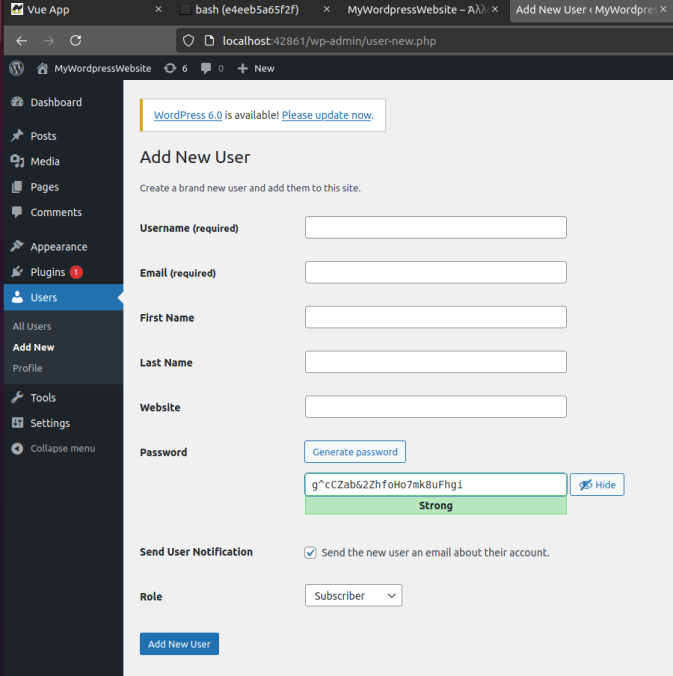 Vue App
bash (e4eeb5a65f2f)
MyWordpressWebsite – Άλλο
Add New User ‹ MyWordpres
localhost:42861/wp-admin/user-new.php
MyWordpressWebsite 6 0 New
Dashboard
Posts
Media
Pages
Comments
Appearance
Plugins 1
Users
All Users
Add New
Profile
Tools
Settings
Collapse menu
WordPress 6.0 is available! Please update now.
Add New User
Create a brand new user and add them to this site.
Username (required)
Email (required)
First Name
Last Name
Website
Password
Generate password
g^cCZab&2ZhfoHo7mk8uFhgi
Hide
Strong
Send User Notification
Send the new user an email about their account.
Role
Subscriber
Add New User